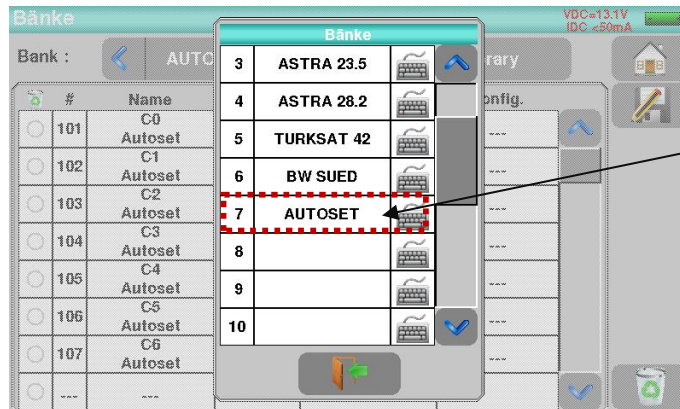 Bänke
VDC=13.1V
IDC <50mA
Bank :
AUTO
rary
# Name
onfig.
101 C0
Autoset ---
102 C1
Autoset ---
103 C2
Autoset ---
104 C3
Autoset ---
105 C4
Autoset ---
106 C5
Autoset ---
107 C6
Autoset ---
--- ---
Bänke
3 ASTRA 23.5
4 ASTRA 28.2
5 TURKSAT 42
6 BW SUED
7 AUTOSET
8
9
10